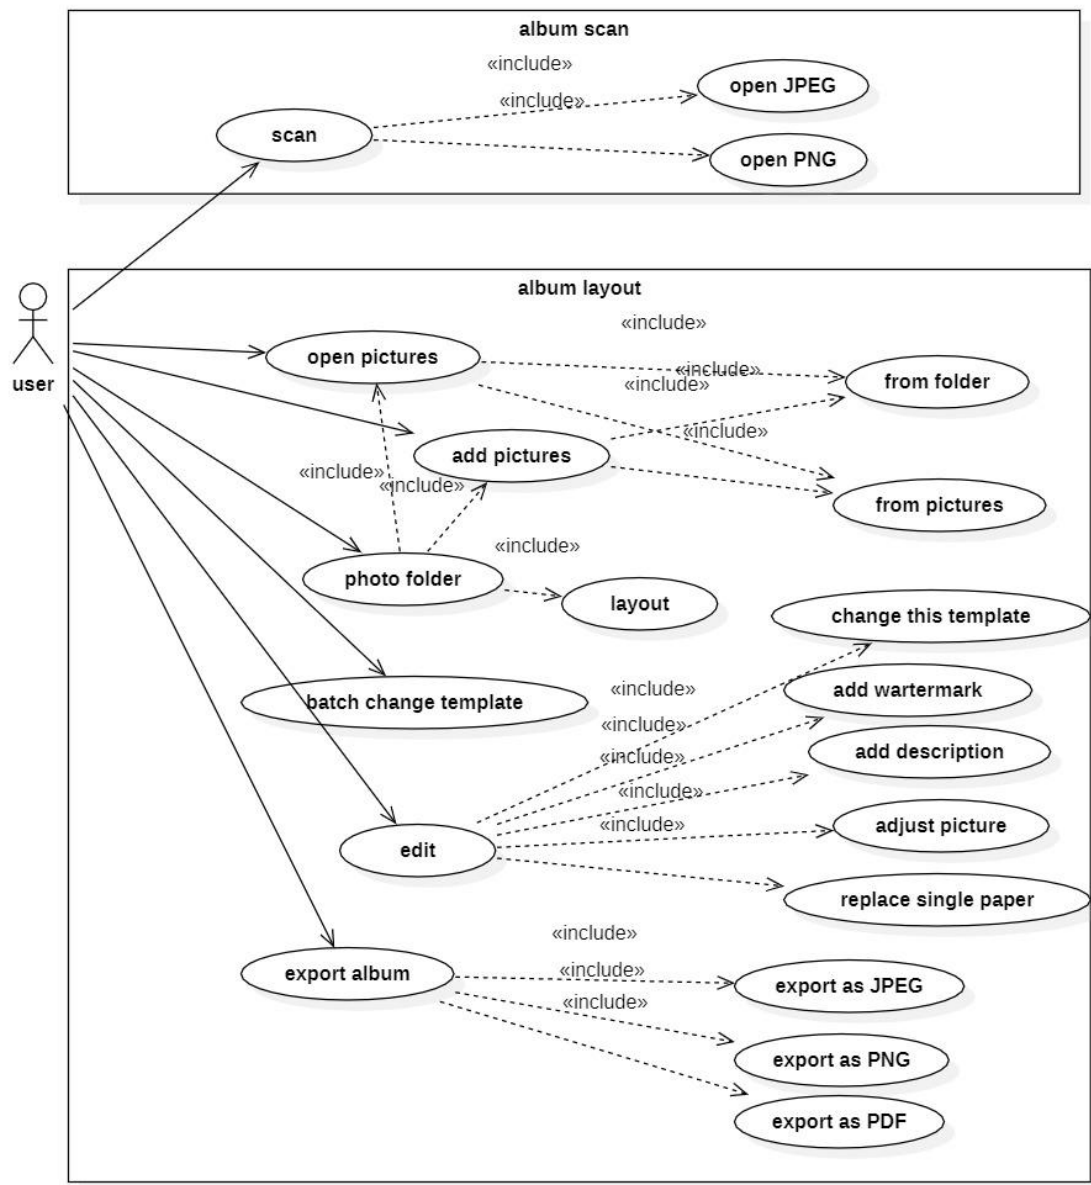 album scan
«include»
open JPEG
«include»
scan
open PNG
album layout
user
«include»
open pictures
«include»
«include»
from folder
add pictures
«include»
«include»
«include»
from pictures
«include»
photo folder
layout
change this template
«include»
add wartermark
batch change template
«include»
add description
«include»
«include»
adjust picture
«include»
edit
replace single paper
«include»
export album
«include»
export as JPEG
«include»
export as PNG
export as PDF